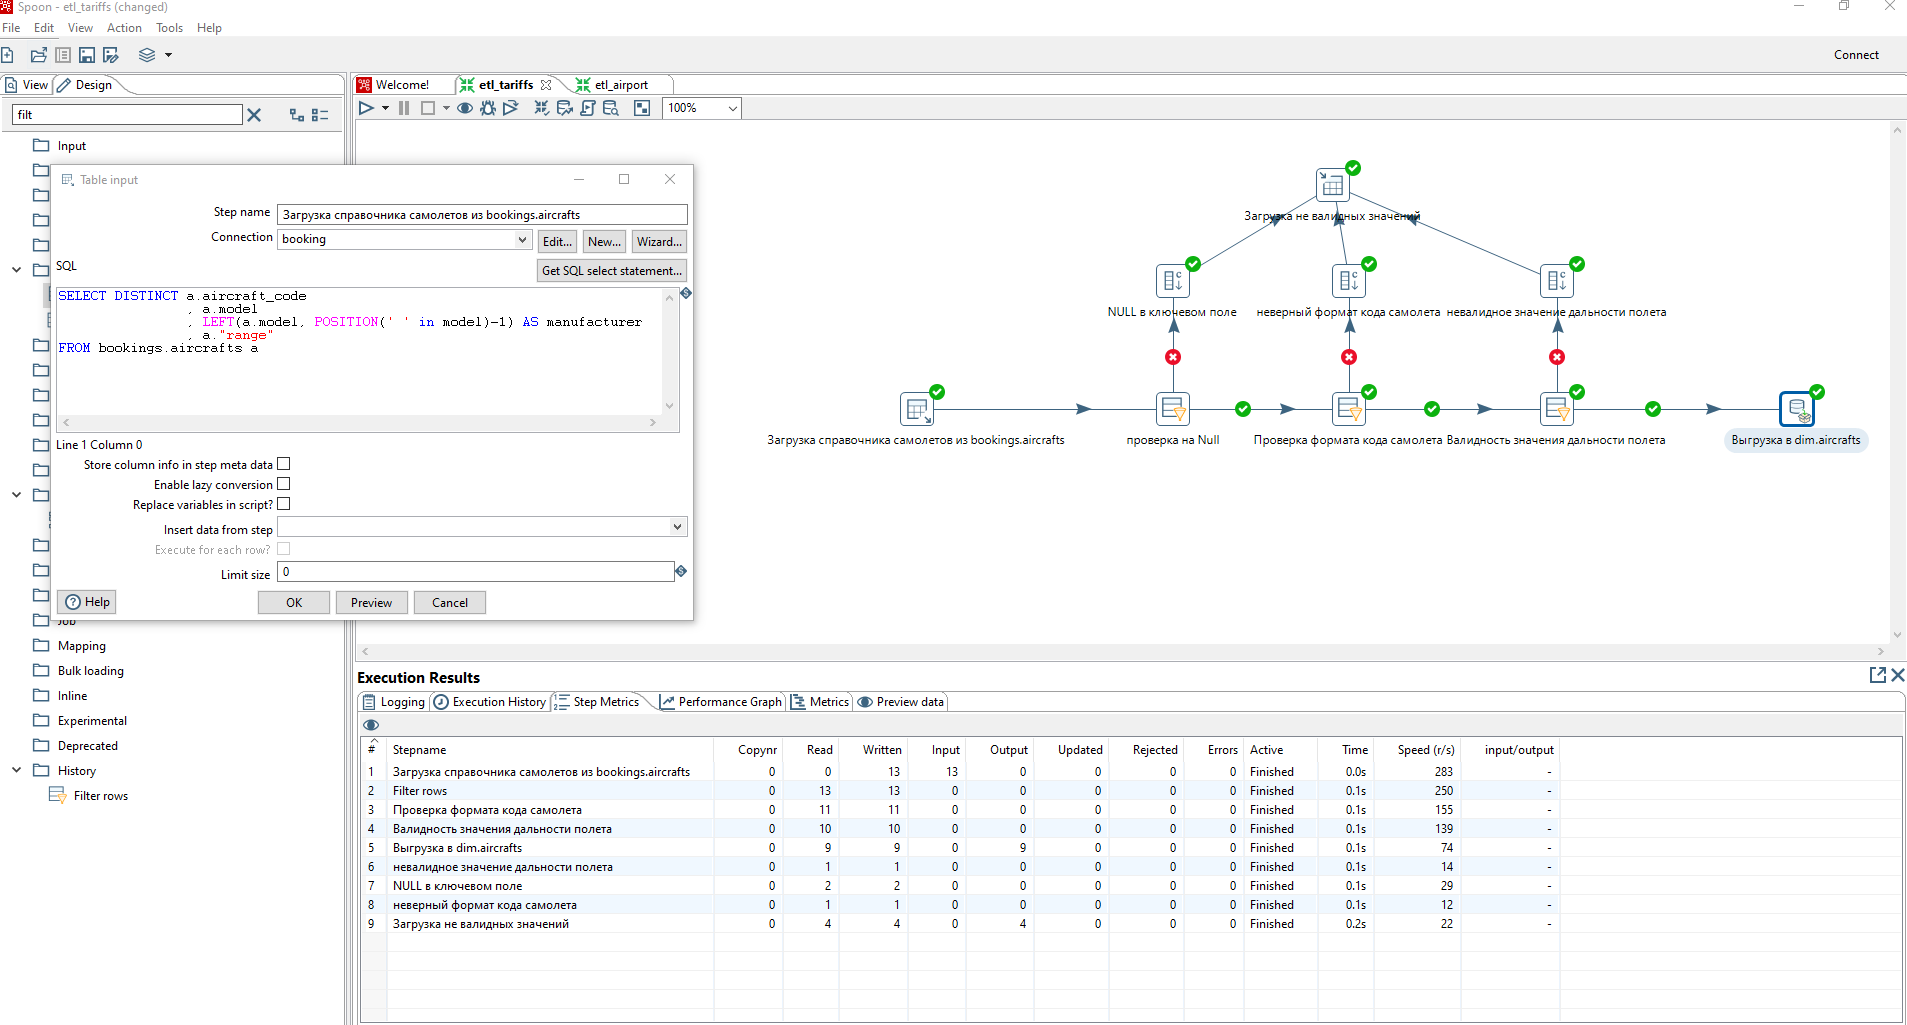 Spoon - etl_tariffs (changed)
File Edit View Action Tools Help
Connect
View Design
filt
Input
Job
Mapping
Bulk loading
Inline
Experimental
Deprecated
History
Filter rows
Table input
Step name Загрузка справочника самолетов из bookings.aircrafts
Connection booking Edit... New... Wizard...
SQL Get SQL select statement...
SELECT DISTINCT a.aircraft_code
, a.model
, LEFT(a.model, POSITION(' ' in model)-1) AS manufacturer
, a."range"
FROM bookings.aircrafts a
Line 1 Column 0
Store column info in step meta data
Enable lazy conversion
Replace variables in script?
Insert data from step
Execute for each row?
Limit size 0
Help OK Preview Cancel
Welcome! etl_tariffs etl_airport
100%
Загрузка не валидных значений
NULL в ключевом поле неверный формат кода самолета невалидное значение дальности полета
Загрузка справочника самолетов из bookings.aircrafts проверка на Null Проверка формата кода самолета Валидность значения дальности полета Выгрузка в dim.aircrafts
Execution Results
Logging Execution History Step Metrics Performance Graph Metrics Preview data
# Stepname Copynr Read Written Input Output Updated Rejected Errors Active Time Speed (r/s) input/output
1 Загрузка справочника самолетов из bookings.aircrafts 0 0 13 13 0 0 0 0 Finished 0.0s 283 -
2 Filter rows 0 13 13 0 0 0 0 0 Finished 0.1s 250 -
3 Проверка формата кода самолета 0 11 11 0 0 0 0 0 Finished 0.1s 155 -
4 Валидность значения дальности полета 0 10 10 0 0 0 0 0 Finished 0.1s 139 -
5 Выгрузка в dim.aircrafts 0 9 9 0 9 0 0 0 Finished 0.1s 74 -
6 невалидное значение дальности полета 0 1 1 0 0 0 0 0 Finished 0.1s 14 -
7 NULL в ключевом поле 0 2 2 0 0 0 0 0 Finished 0.1s 29 -
8 неверный формат кода самолета 0 1 1 0 0 0 0 0 Finished 0.1s 12 -
9 Загрузка не валидных значений 0 4 4 0 4 0 0 0 Finished 0.2s 22 -